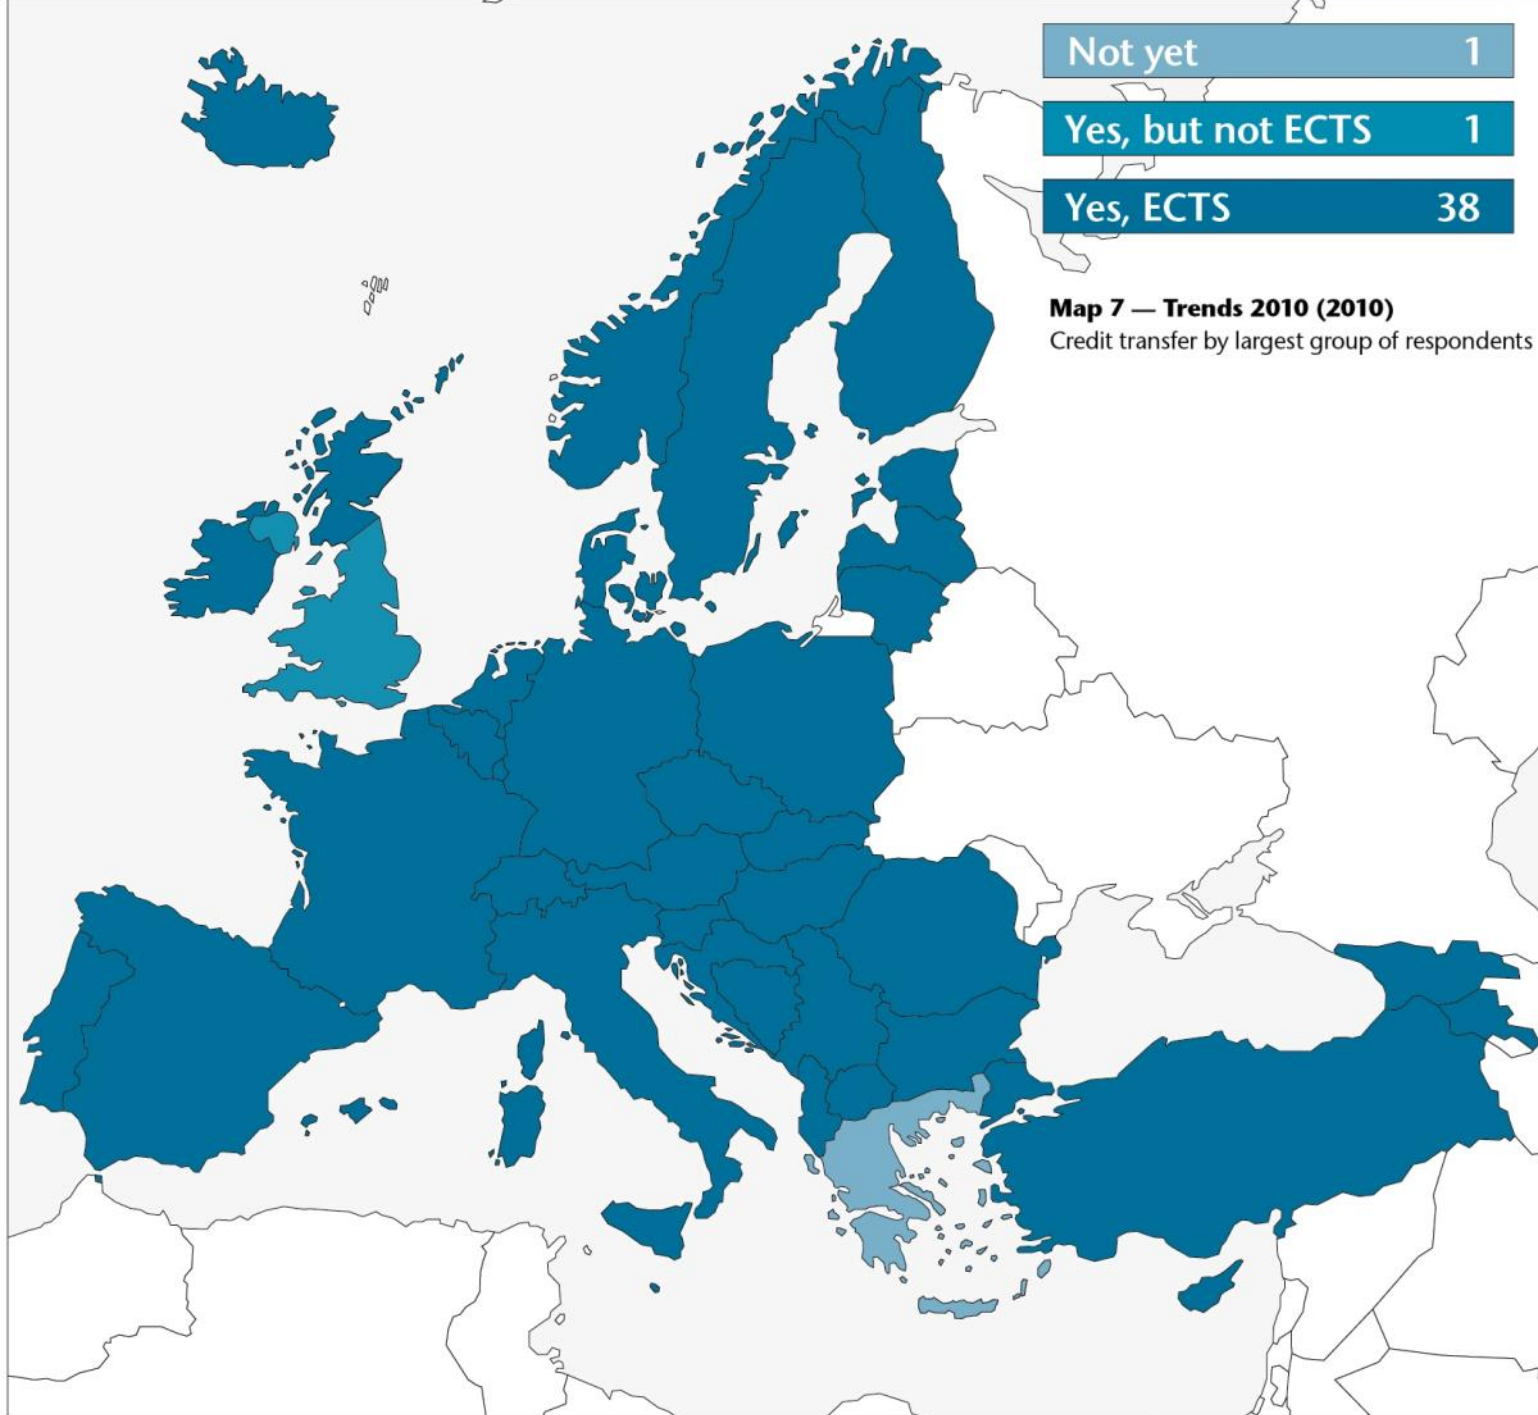 Not yet 1
Yes, but not ECTS 1
Yes, ECTS 38
Map 7 — Trends 2010 (2010)
Credit transfer by largest group of respondents